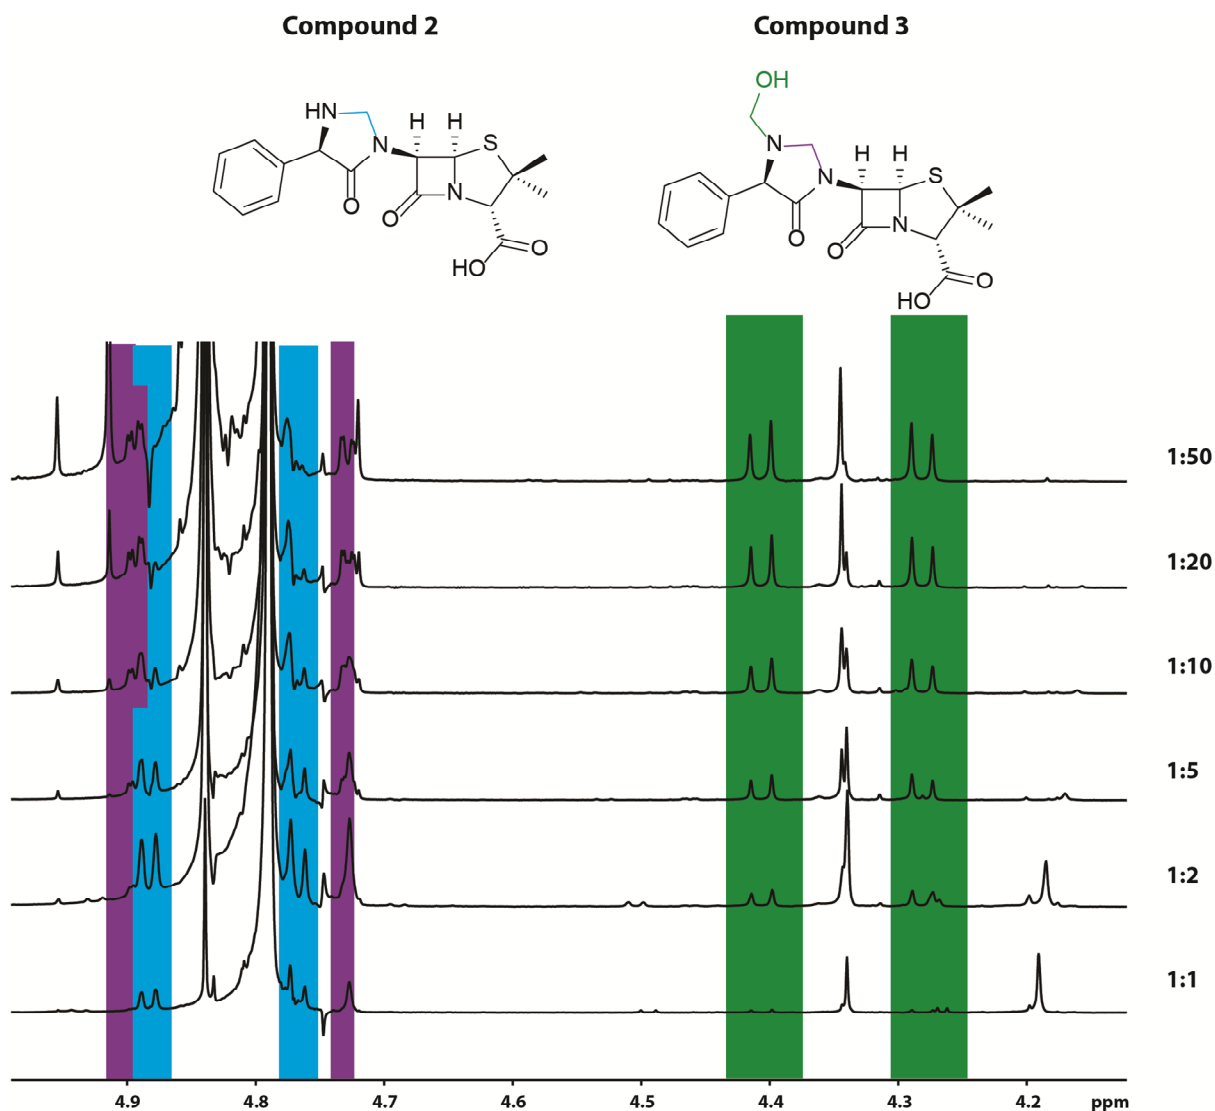 Compound 2 Compound 3
OH
HN H H S
N N
O O N
HO O
N H H S
N N
O O
HO O
1:50
1:20
1:10
1:5
1:2
1:1
4.9 4.8 4.7 4.6 4.5 4.4 4.3 4.2 ppm